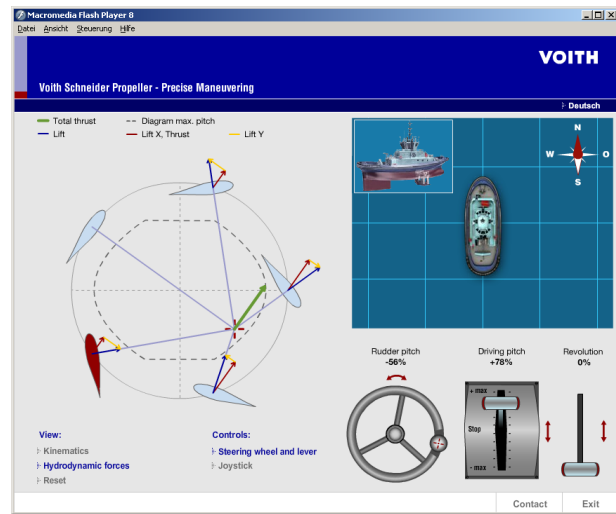 Macromedia Flash Player 8
Datei Ansicht Steuerung Hilfe
VOITH
Voith Schneider Propeller - Precise Maneuvering
Deutsch
Total thrust
Diagram max. pitch
Lift
Lift X, Thrust
Lift Y
N
W
O
S
Rudder pitch
-56%
Driving pitch
+78%
Revolution
0%
+ max
Stop
- max
View:
Kinematics
Hydrodynamic forces
Reset
Controls:
Steering wheel and lever
Joystick
Contact
Exit